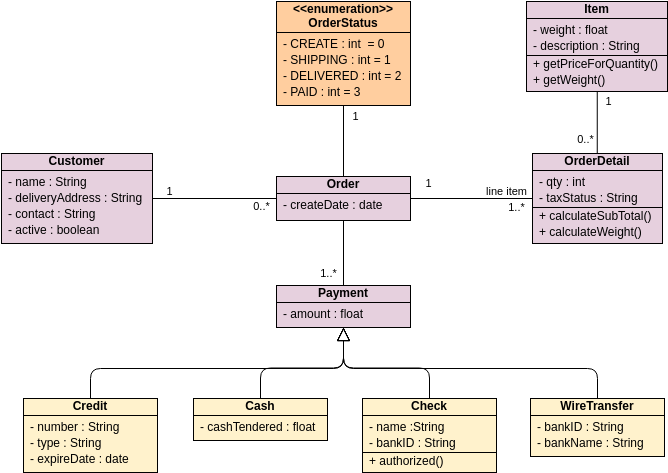 <<enumeration>>
OrderStatus
- CREATE : int  = 0
- SHIPPING : int = 1
- DELIVERED : int = 2
- PAID : int = 3
Item
- weight : float
- description : String
+ getPriceForQuantity()
+ getWeight()
1
1
0..*
Customer
- name : String
- deliveryAddress : String
- contact : String
- active : boolean
1
0..*
Order
- createDate : date
1
line item
1..*
OrderDetail
- qty : int
- taxStatus : String
+ calculateSubTotal()
+ calculateWeight()
1..*
Payment
- amount : float
Credit
- number : String
- type : String
- expireDate : date
Cash
- cashTendered : float
Check
- name :String
- bankID : String
+ authorized()
WireTransfer
- bankID : String
- bankName : String